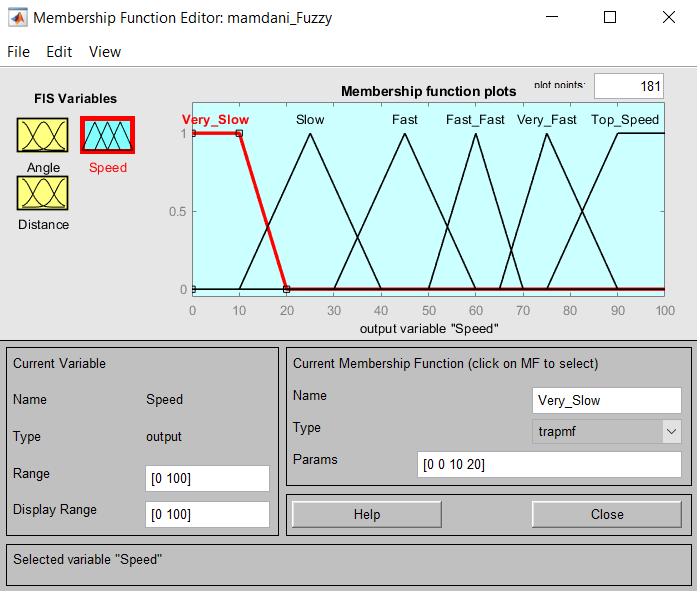 Membership Function Editor: mamdani_Fuzzy
File Edit View
FIS Variables
Angle
Speed
Distance
Membership function plots
plot points:
181
Very_Slow
Slow
Fast
Fast_Fast
Very_Fast
Top_Speed
1
0.5
0
0 10 20 30 40 50 60 70 80 90 100
output variable "Speed"
Current Variable
Name Speed
Type output
Range [0 100]
Display Range [0 100]
Current Membership Function (click on MF to select)
Name Very_Slow
Type trapmf
Params [0 0 10 20]
Help
Close
Selected variable "Speed"